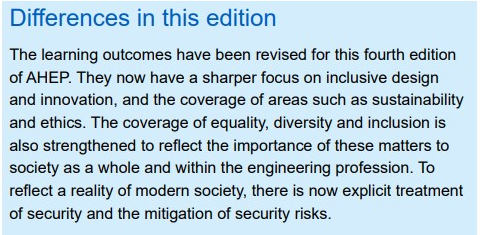 Differences in this edition
The learning outcomes have been revised for this fourth edition
of AHEP. They now have a sharper focus on inclusive design
and innovation, and the coverage of areas such as sustainability
and ethics. The coverage of equality, diversity and inclusion is
also strengthened to reflect the importance of these matters to
society as a whole and within the engineering profession. To
reflect a reality of modern society, there is now explicit treatment
of security and the mitigation of security risks.